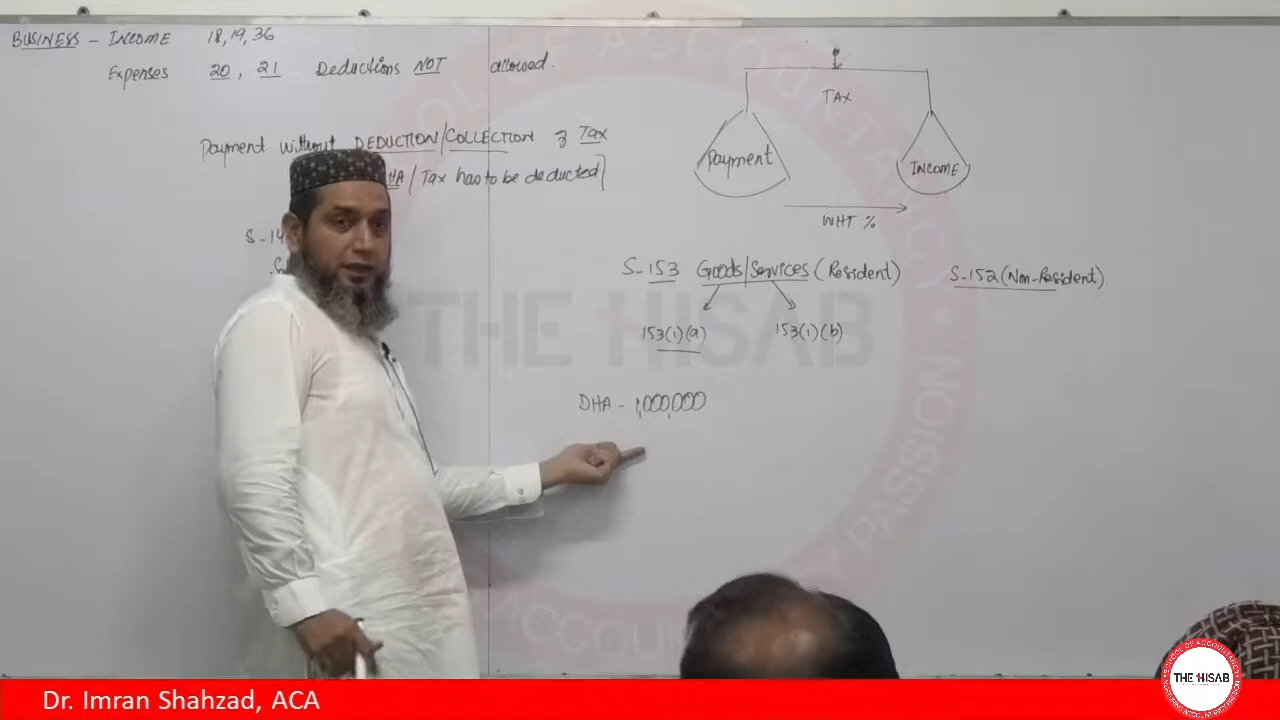 BUSINESS - INCOME 18, 19, 36
Expenses 20, 21 Deductions NOT allowed.
Payment without DEDUCTION/COLLECTION of Tax
/ Tax has to be deducted]
TAX
Payment
INCOME
WHT %
S-153 Goods/Services (Resident)
S-152 (Non-Resident).
153(1)(a)
153(1)(b)
DHA - 1,000,000
THE HISAB
Dr. Imran Shahzad, ACA
THE HISAB